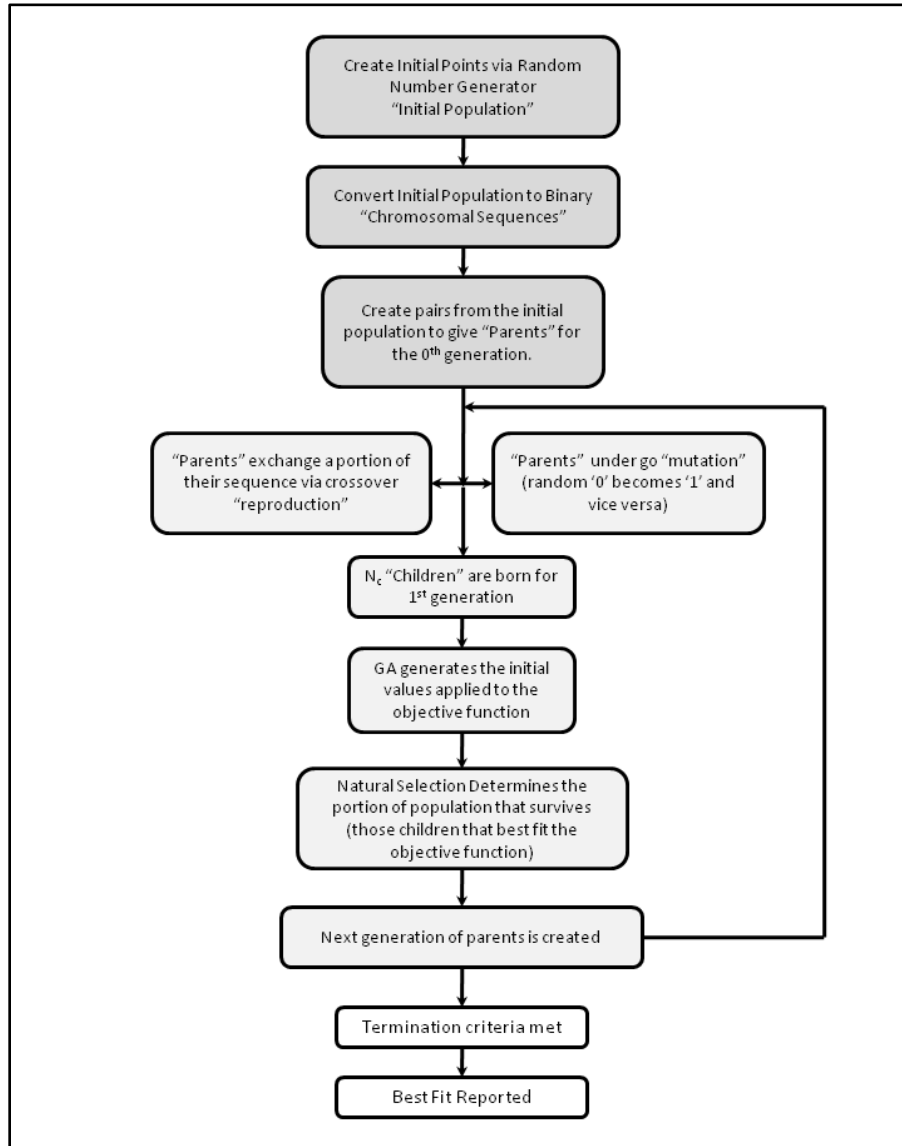 Create Initial Points via Random
Number Generator
“Initial Population”
Convert Initial Population to Binary
“Chromosomal Sequences”
Create pairs from the initial
population to give “Parents” for
the 0th generation.
“Parents” exchange a portion of
their sequence via crossover
“reproduction”
“Parents” under go “mutation”
(random ‘0’ becomes ‘1’ and
vice versa)
Nc “Children” are born for
1st generation
GA generates the initial
values applied to the
objective function
Natural Selection Determines the
portion of population that survives
(those children that best fit the
objective function)
Next generation of parents is created
Termination criteria met
Best Fit Reported